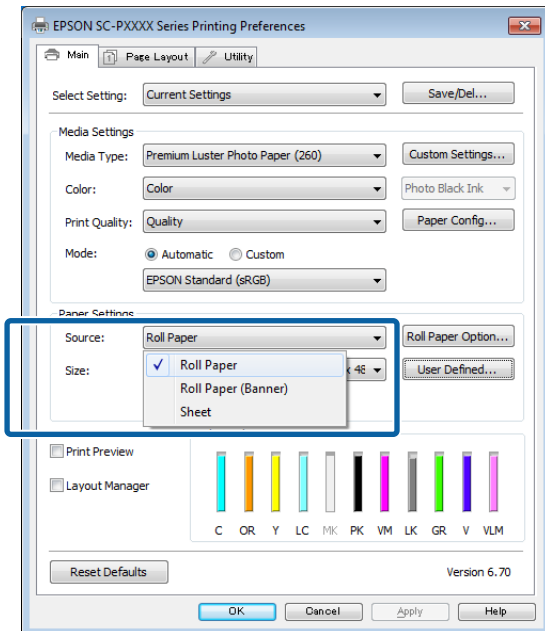 EPSON SC-PXXXX Series Printing Preferences
Main Page Layout Utility
Select Setting: Current Settings Save/Del...
Media Settings
Media Type: Premium Luster Photo Paper (260) Custom Settings...
Color: Color Photo Black Ink
Print Quality: Quality Paper Config...
Mode: Automatic Custom
EPSON Standard (sRGB)
Paper Settings
Source: Roll Paper Roll Paper Option...
Roll Paper
Size: x 48 User Defined...
Roll Paper (Banner)
Sheet
Print Preview
Layout Manager
C OR Y LC MK PK VM LK GR V VLM
Reset Defaults Version 6.70
OK Cancel Apply Help